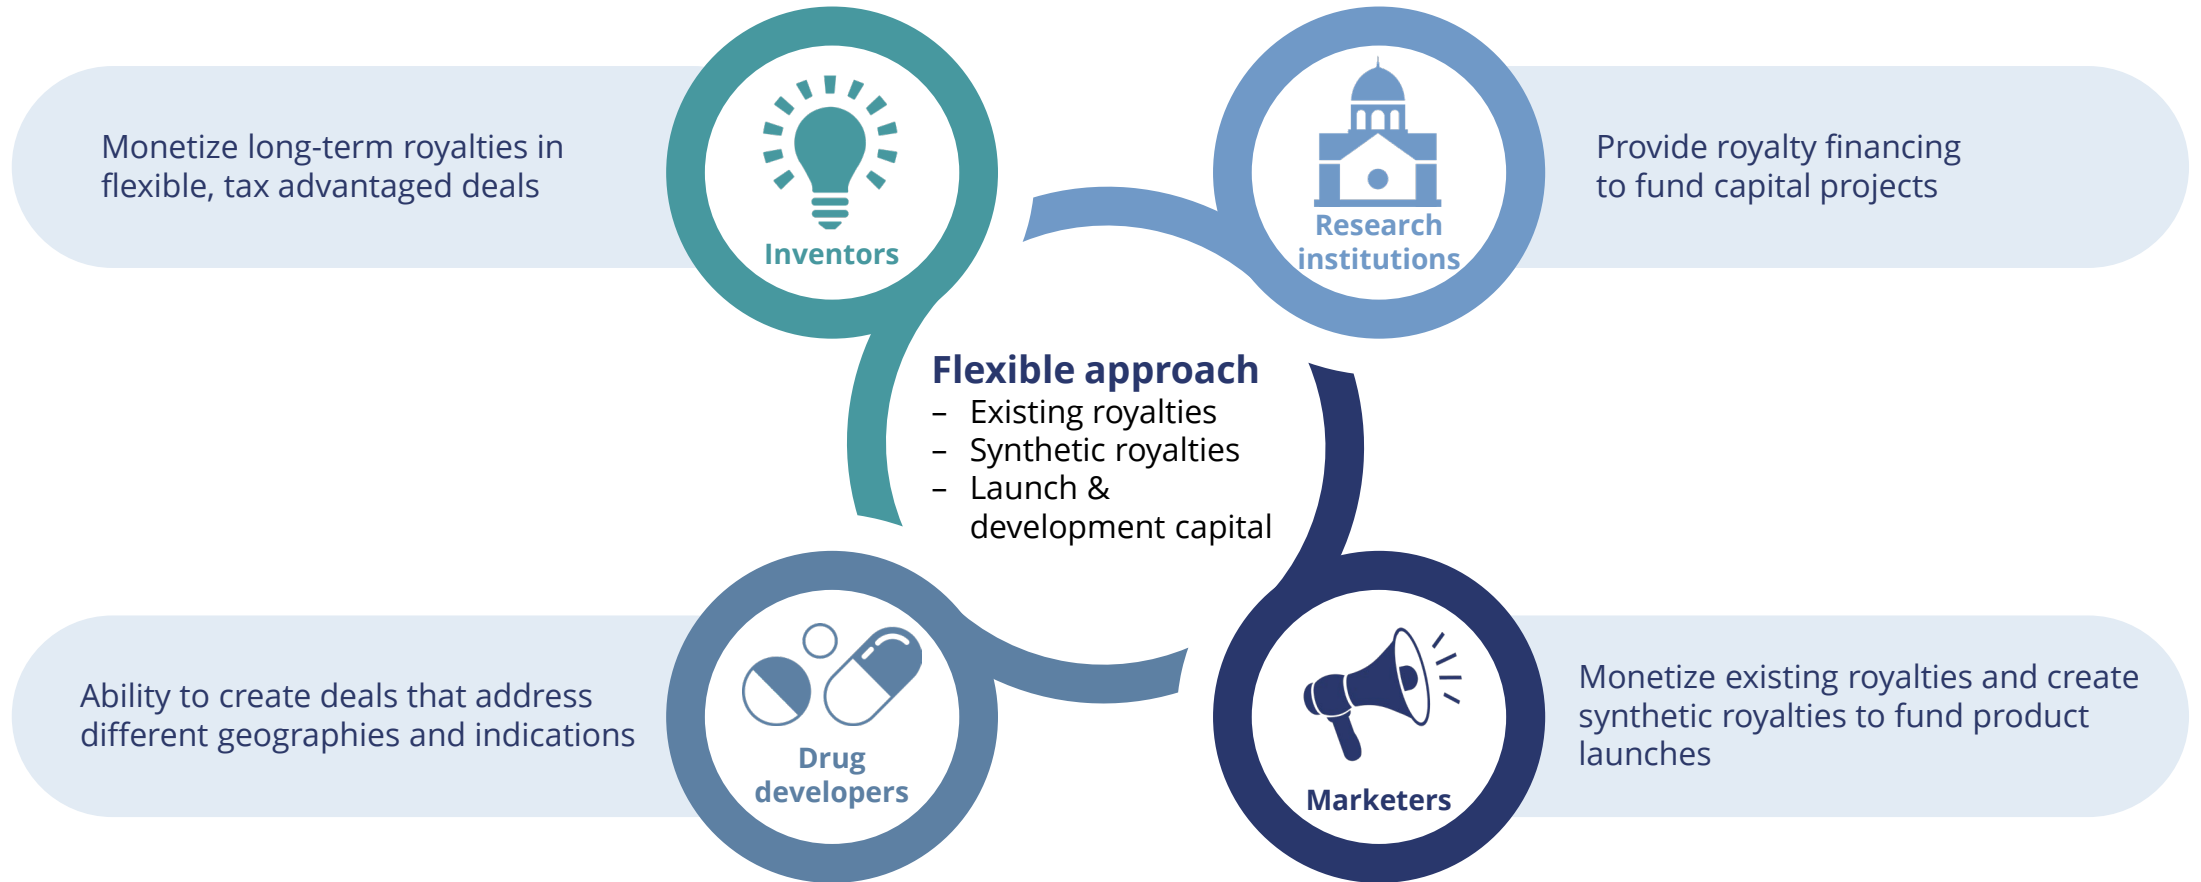 Monetize long-term royalties in
flexible, tax advantaged deals
Inventors
Research
institutions
Provide royalty financing
to fund capital projects
Flexible approach
– Existing royalties
– Synthetic royalties
– Launch &
development capital
Ability to create deals that address
different geographies and indications
Drug
developers
Marketers
Monetize existing royalties and create
synthetic royalties to fund product
launches